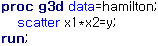 proc g3d data=hamilton;
scatter x1*x2=y;
run;